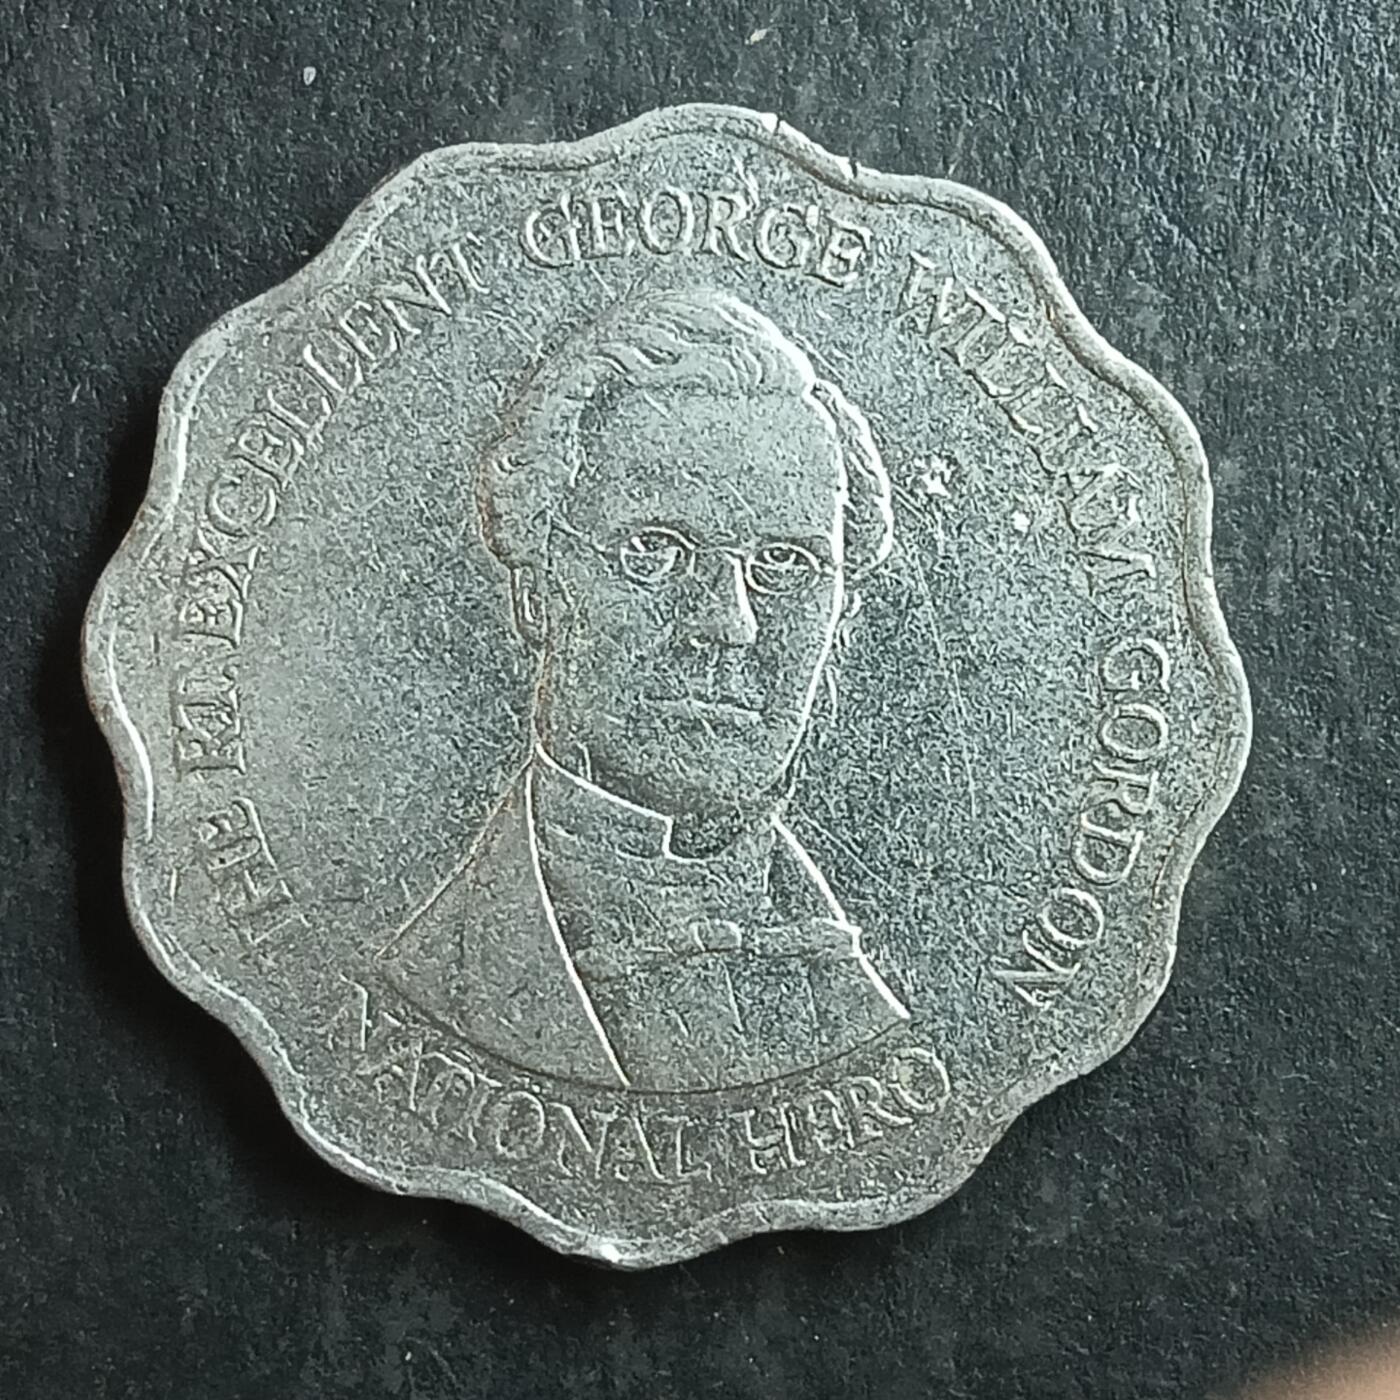 THE RT. EXCELLENT GEORGE WILLIAM GORDON
NATIONAL HERO